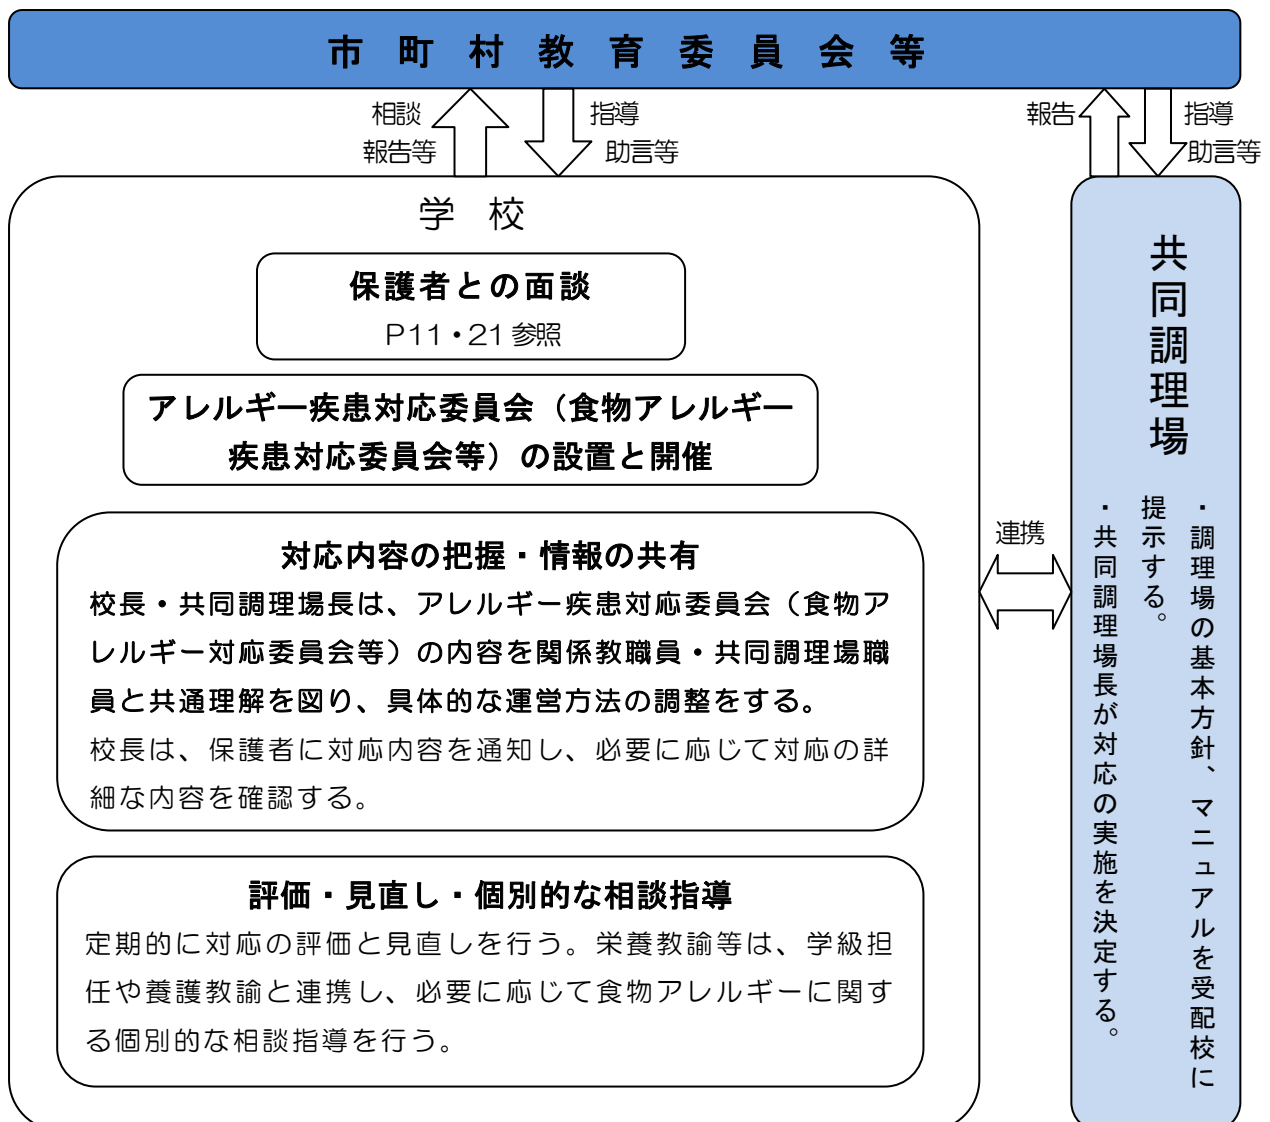 市町村教育委員会等
相談
報告等
指導
助言等
報告
指導
助言等
学校
保護者との面談
P11・21 参照
アレルギー疾患対応委員会（食物アレルギー
疾患対応委員会等）の設置と開催
対応内容の把握・情報の共有
校長・共同調理場長は、アレルギー疾患対応委員会（食物ア
レルギー対応委員会等）の内容を関係教職員・共同調理場職
員と共通理解を図り、具体的な運営方法の調整をする。
校長は、保護者に対応内容を通知し、必要に応じて対応の詳
細な内容を確認する。
評価・見直し・個別的な相談指導
定期的に対応の評価と見直しを行う。栄養教諭等は、学級担
任や養護教諭と連携し、必要に応じて食物アレルギーに関す
る個別的な相談指導を行う。
連携
共同調理場
・調理場の基本方針、マニュアルを受配校に
提示する。
・共同調理場長が対応の実施を決定する。